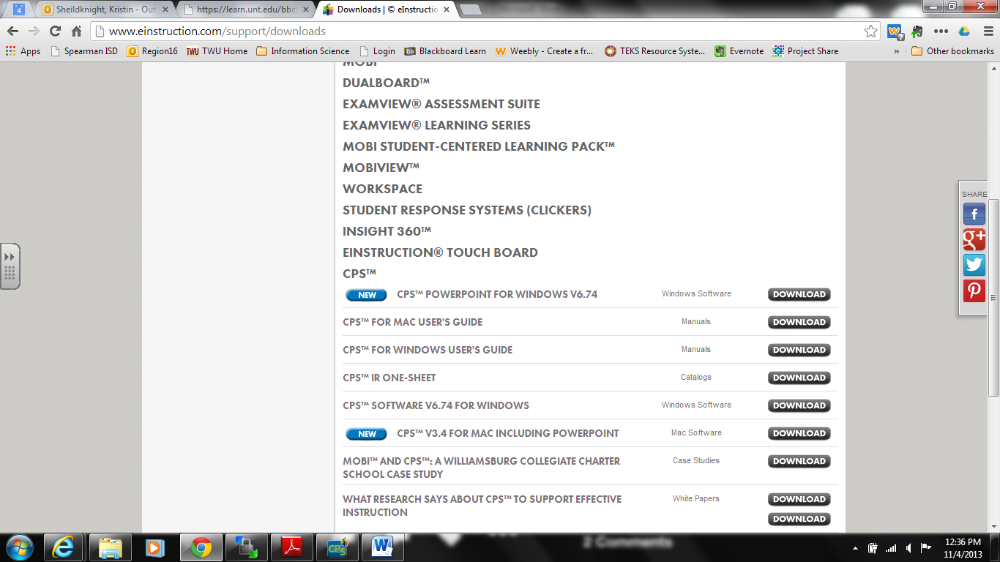 4
Sheildknight, Kristin - Out
https://learn.unt.edu/bbcs
Downloads | © eInstructio
www.einstruction.com/support/downloads
Apps
Spearman ISD
Region16
TWU Home
Information Science
Login
Blackboard Learn
Weebly - Create a fr...
TEKS Resource Syste...
Evernote
Project Share
»
Other bookmarks
MOBI
DUALBOARD™
EXAMVIEW® ASSESSMENT SUITE
EXAMVIEW® LEARNING SERIES
MOBI STUDENT-CENTERED LEARNING PACK™
MOBIVIEW™
WORKSPACE
STUDENT RESPONSE SYSTEMS (CLICKERS)
INSIGHT 360™
EINSTRUCTION® TOUCH BOARD
CPS™
NEW CPS™ POWERPOINT FOR WINDOWS V6.74 Windows Software DOWNLOAD
CPS™ FOR MAC USER'S GUIDE Manuals DOWNLOAD
CPS™ FOR WINDOWS USER'S GUIDE Manuals DOWNLOAD
CPS™ IR ONE-SHEET Catalogs DOWNLOAD
CPS™ SOFTWARE V6.74 FOR WINDOWS Windows Software DOWNLOAD
NEW CPS™ V3.4 FOR MAC INCLUDING POWERPOINT Mac Software DOWNLOAD
MOBI™ AND CPS™: A WILLIAMSBURG COLLEGIATE CHARTER Case Studies DOWNLOAD
SCHOOL CASE STUDY
WHAT RESEARCH SAYS ABOUT CPS™ TO SUPPORT EFFECTIVE White Papers DOWNLOAD
INSTRUCTION
DOWNLOAD
SHARE
2 Comments
12:36 PM
11/4/2013